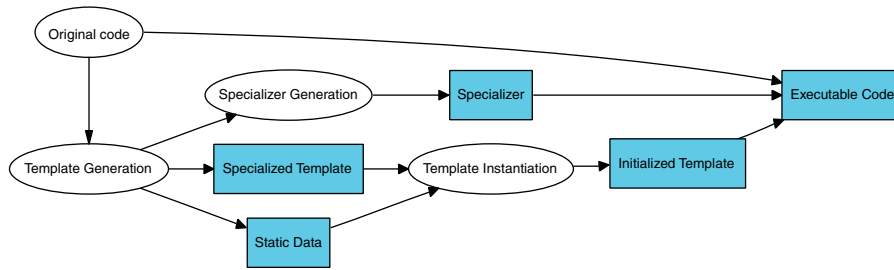 Original code
Specializer Generation
Specializer
Executable Code
Template Generation
Specialized Template
Template Instantiation
Initialized Template
Static Data